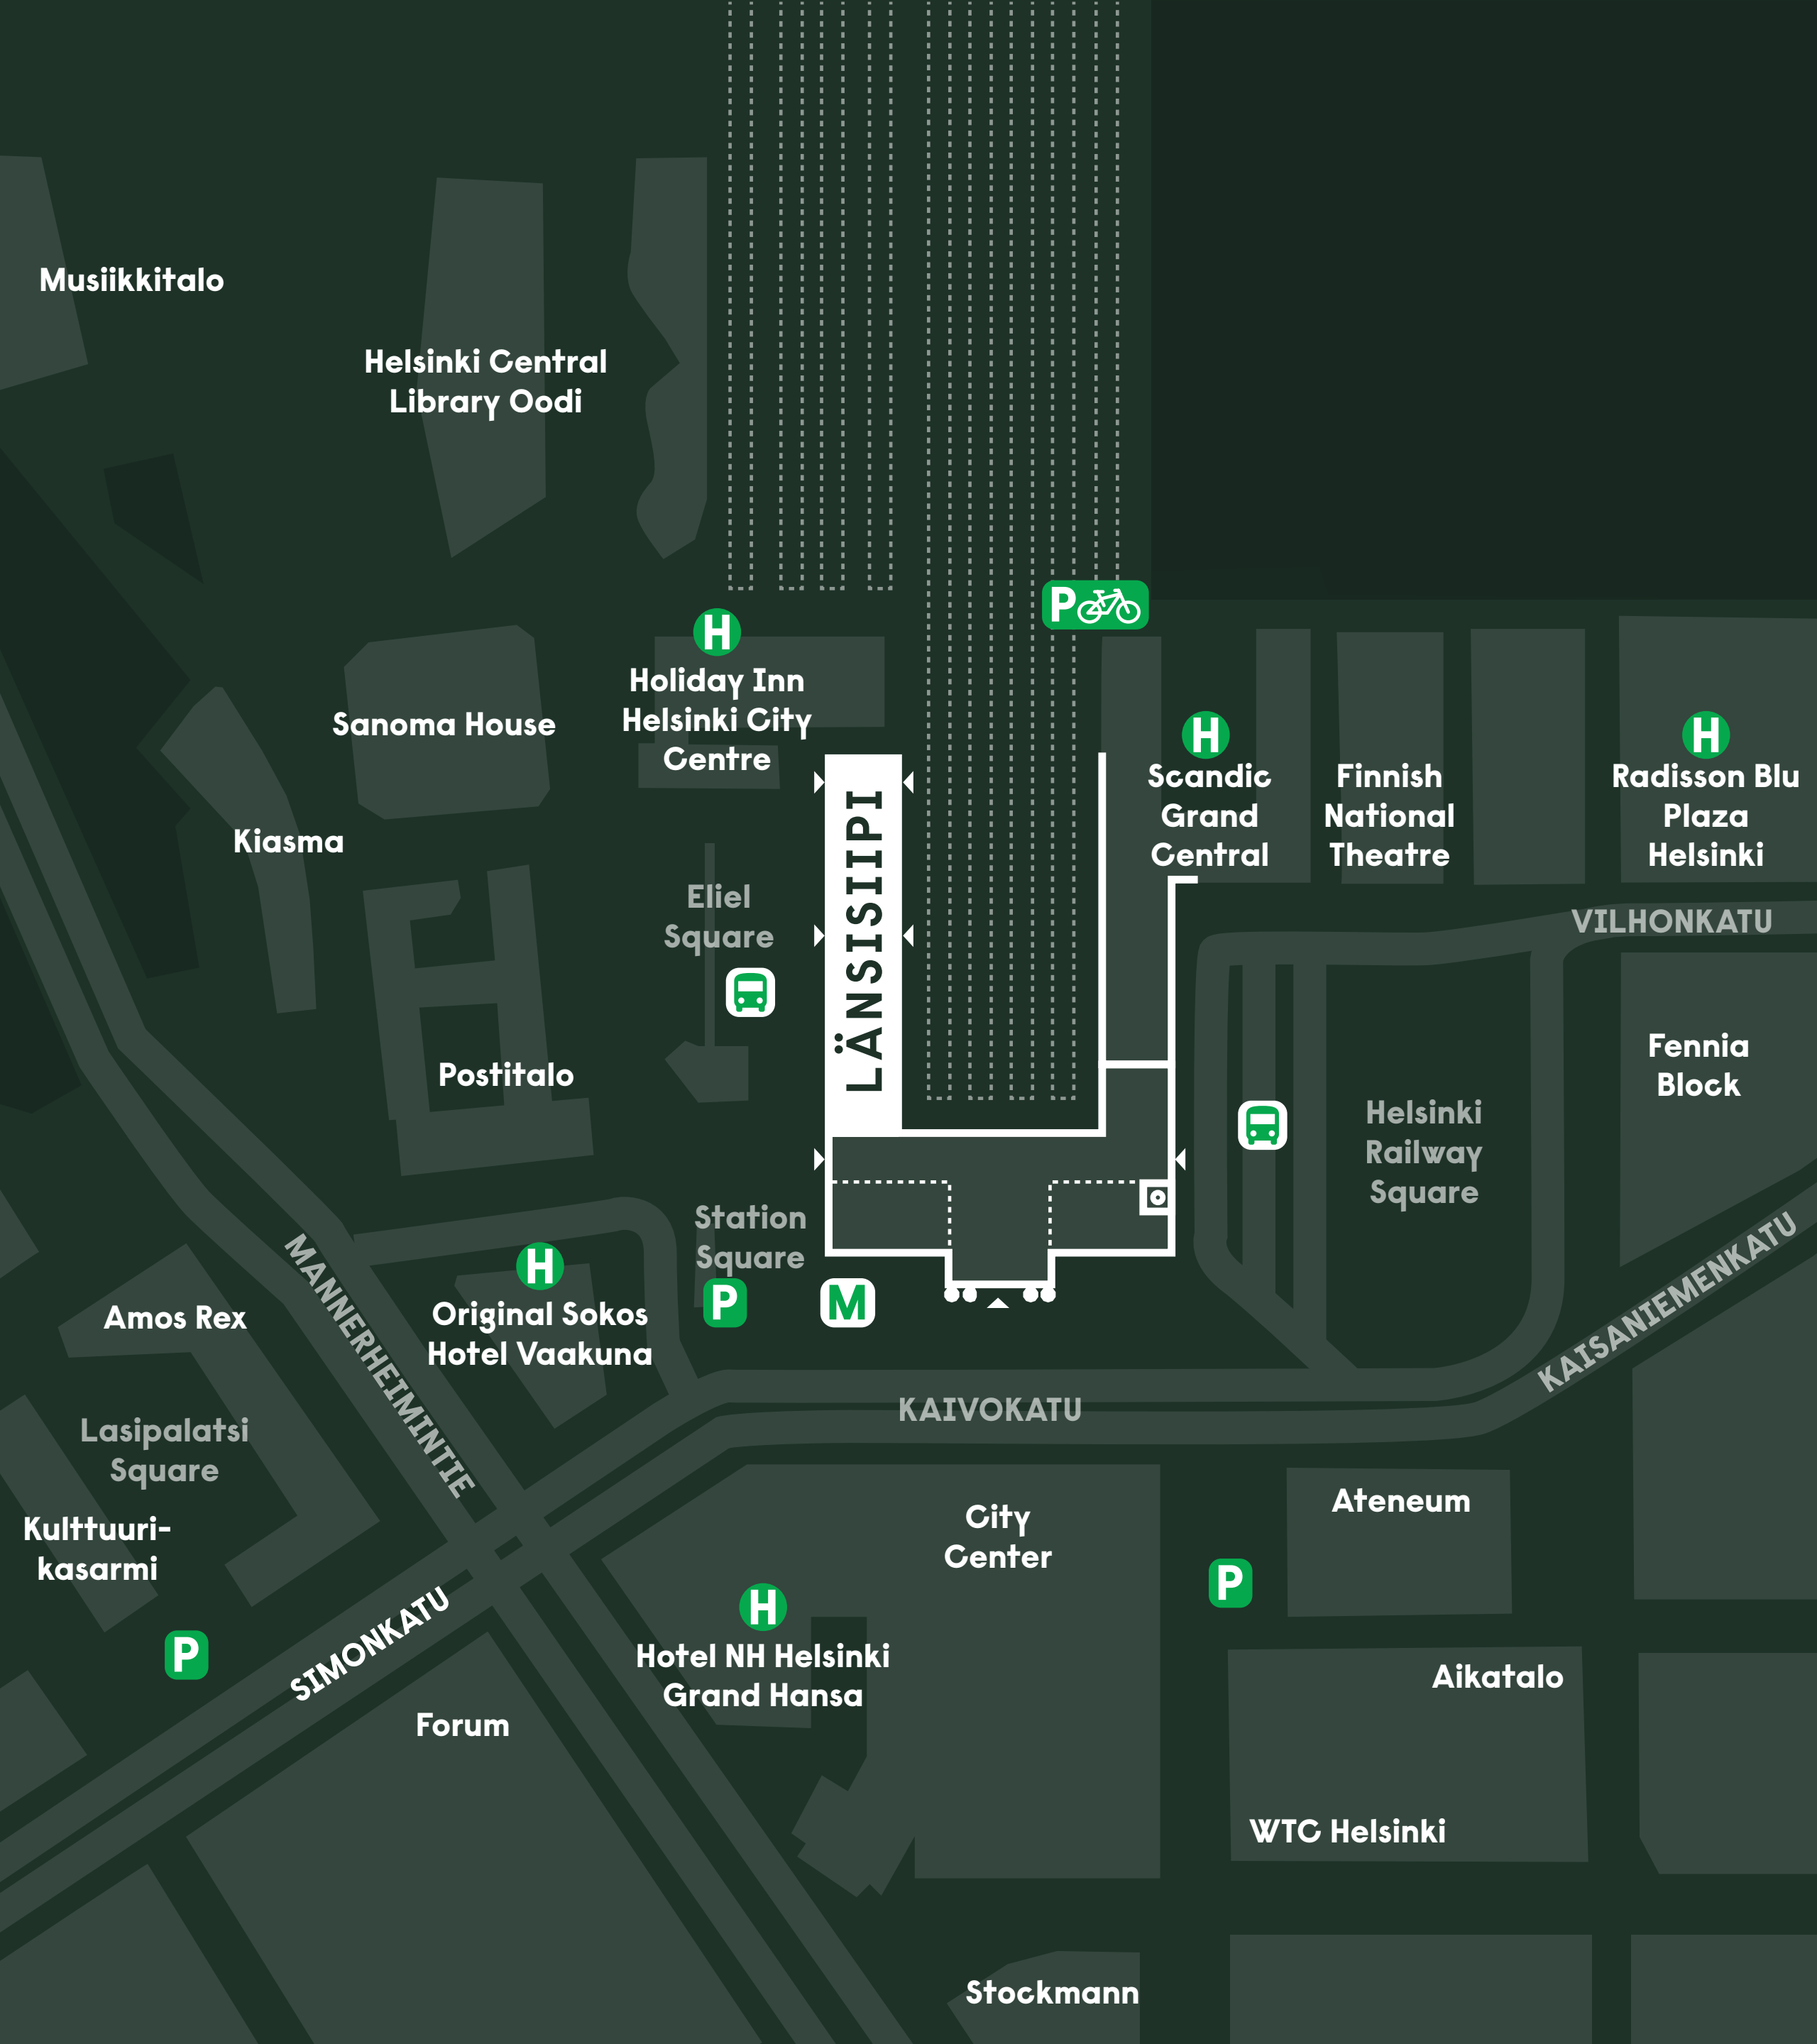 Musiikkitalo
Helsinki Central
Library Oodi
P
H
Holiday Inn
Helsinki City
Centre
Sanoma House
Kiasma
H
Scandic
Grand
Central
Finnish
National
Theatre
H
Radisson Blu
Plaza
Helsinki
LÄNSISIIPI
Eliel
Square
VILHONKATU
Postitalo
Fennia
Block
Helsinki
Railway
Square
Station
Square
P
M
MANNERHEIMINTIE
H
Original Sokos
Hotel Vaakuna
Amos Rex
KAISANIEMENKATU
KAIVOKATU
Lasipalatsi
Square
Kulttuuri-
kasarmi
City
Center
Ateneum
P
H
Hotel NH Helsinki
Grand Hansa
P
SIMONKATU
Forum
Aikatalo
WTC Helsinki
Stockmann